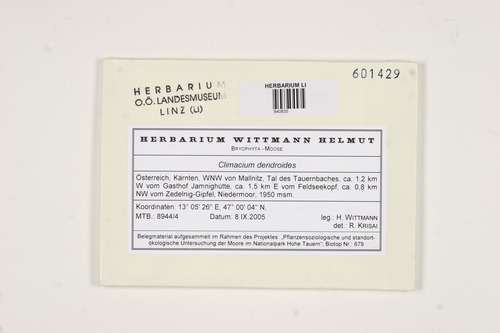 601429
HERBARIUM
O.Ö. LANDESMUSEUM
LINZ (LI)
HERBARIUM LI
HERBARIUM WITTMANN HELMUT
BRYOPHYTA - MOOSE
Climacium dendroides
Österreich, Kärnten, WNW von Mallnitz, Tal des Tauernbaches, ca. 1,2 km
W vom Gasthof Jamnighütte, ca. 1,5 km E vom Feldseekopf, ca. 0,8 km
NW vom Zedelnig-Gipfel, Niedermoor, 1950 msm.
Koordinaten: 13° 05' 26" E, 47° 00' 04" N,
MTB.: 8944/4 Datum: 8.IX.2005 leg.: H. WITTMANN
det.: R. KRISAI
Belegmaterial aufgesammelt im Rahmen des Projektes: „Pflanzensoziologische und standort-
ökologische Untersuchung der Moore im Nationalpark Hohe Tauern"; Biotop Nr.: 679